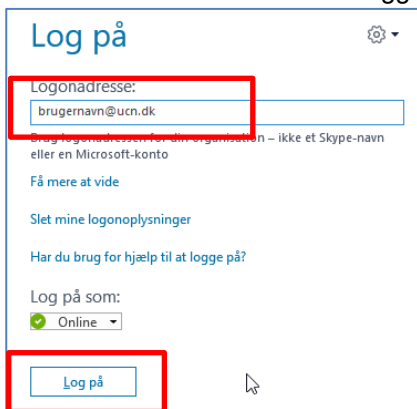 Log på
Logonadresse:
brugernavn@ucn.dk
Brug logonadressen for din organisation – ikke et Skype-navn
eller en Microsoft-konto
Få mere at vide
Slet mine logonoplysninger
Har du brug for hjælp til at logge på?
Log på som:
Online
Log på